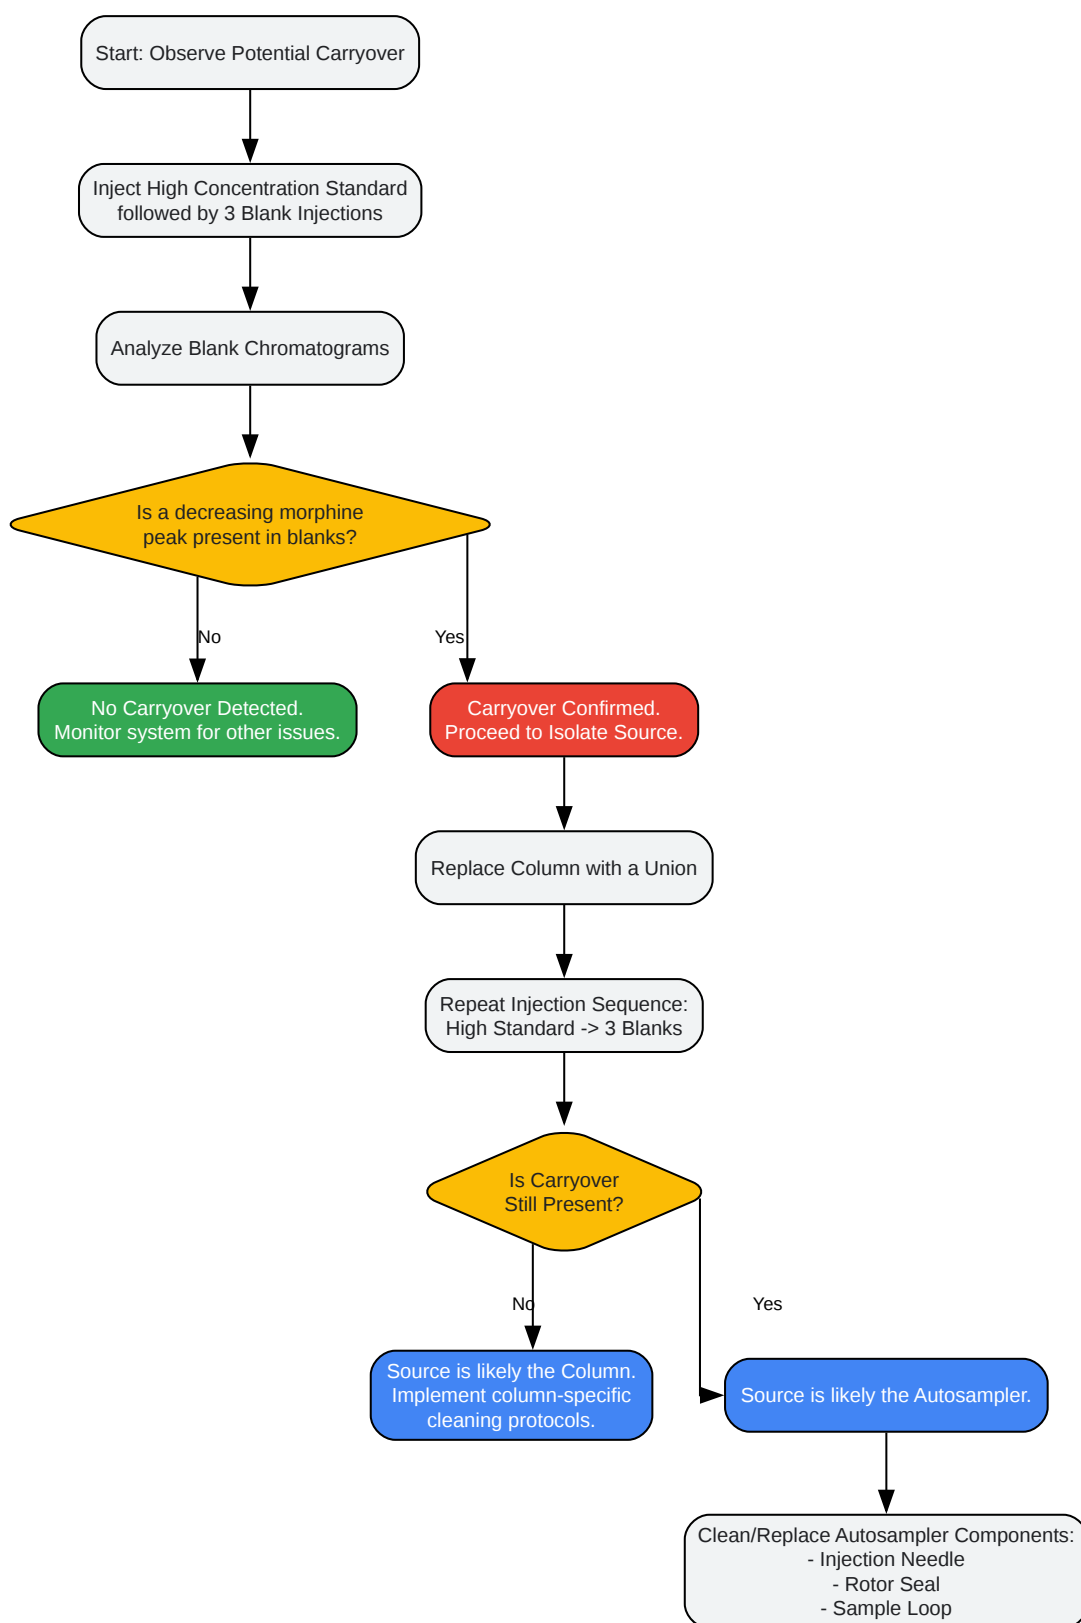 Start: Observe Potential Carryover
Inject High Concentration Standard
followed by 3 Blank Injections
Analyze Blank Chromatograms
Is a decreasing morphine
peak present in blanks?
No
Yes
No Carryover Detected.
Monitor system for other issues.
Carryover Confirmed.
Proceed to Isolate Source.
Replace Column with a Union
Repeat Injection Sequence:
High Standard -> 3 Blanks
Is Carryover
Still Present?
No
Yes
Source is likely the Column.
Implement column-specific
cleaning protocols.
Source is likely the Autosampler.
Clean/Replace Autosampler Components:
- Injection Needle
- Rotor Seal
- Sample Loop